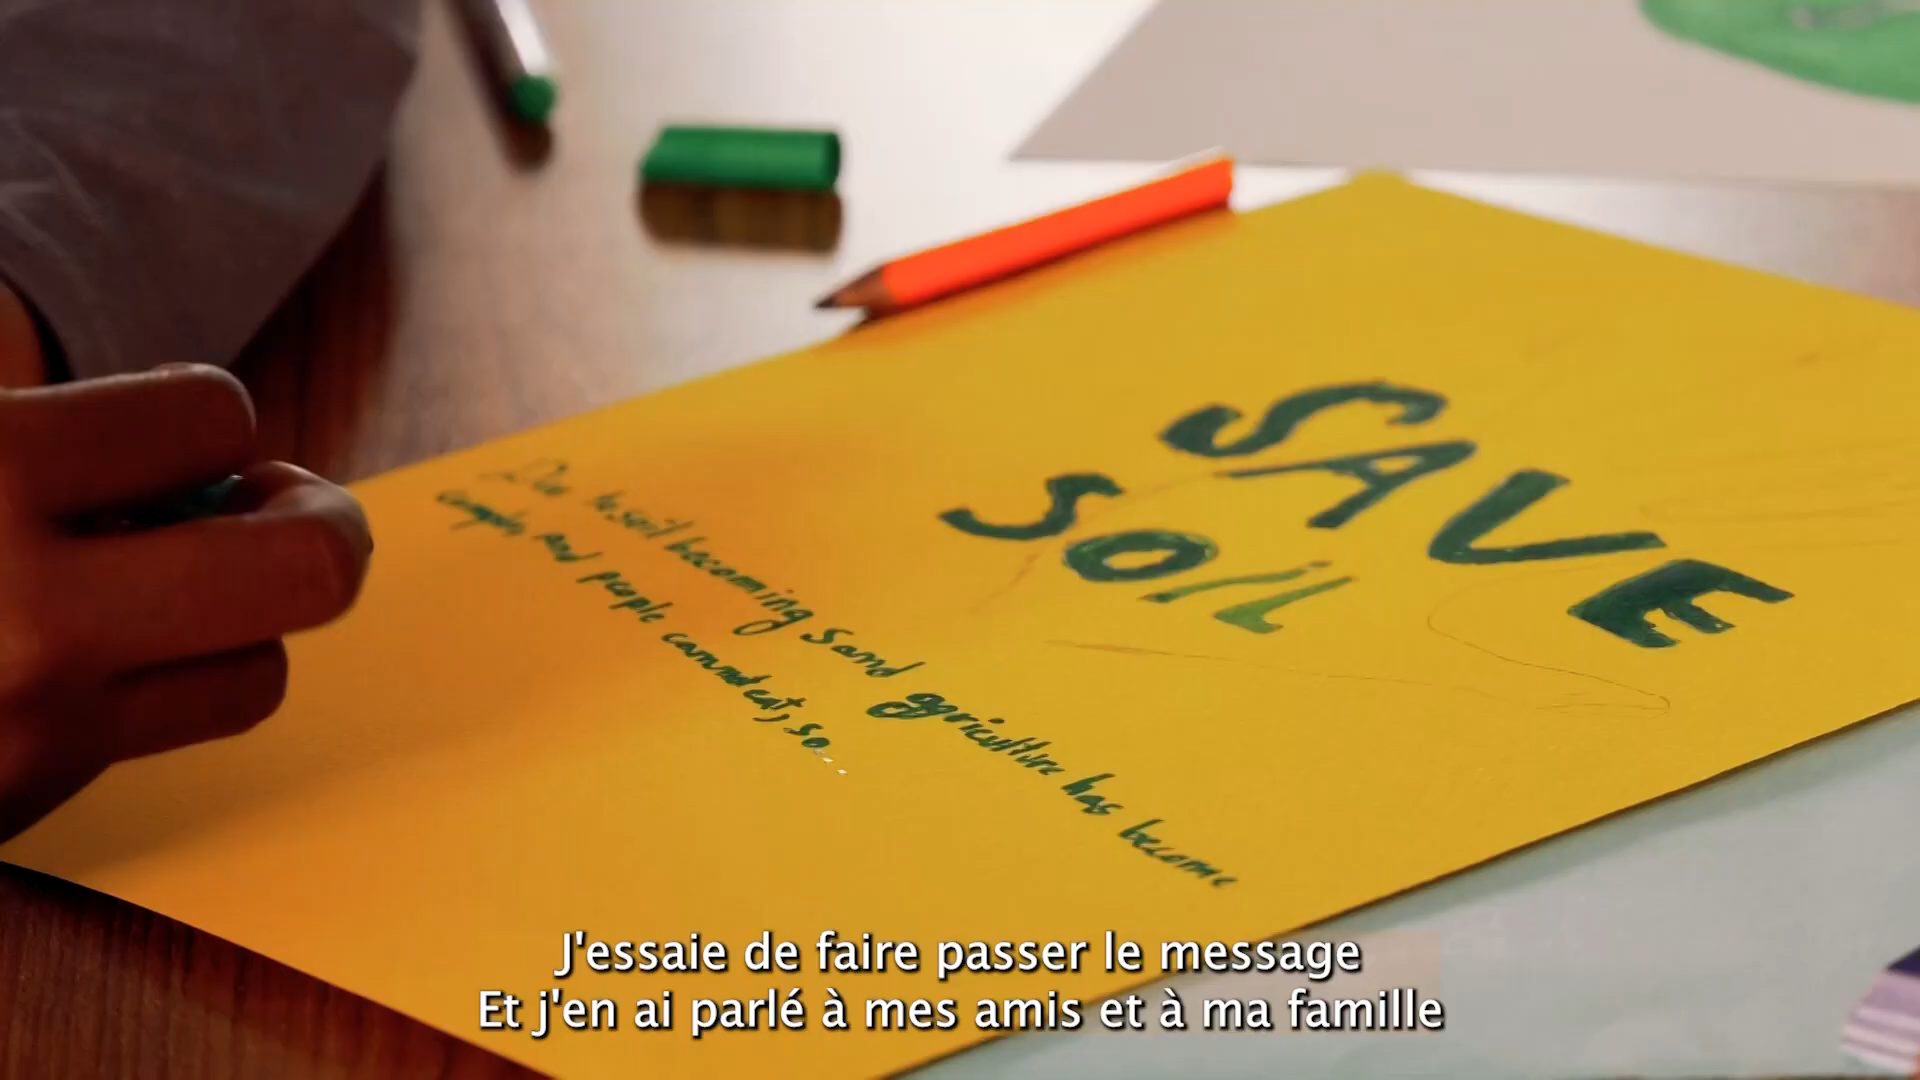 SAVE
SOIL
Due to soil becoming sand agriculture has become
and people cannot eat, so...
J'essaie de faire passer le message
Et j'en ai parlé à mes amis et à ma famille